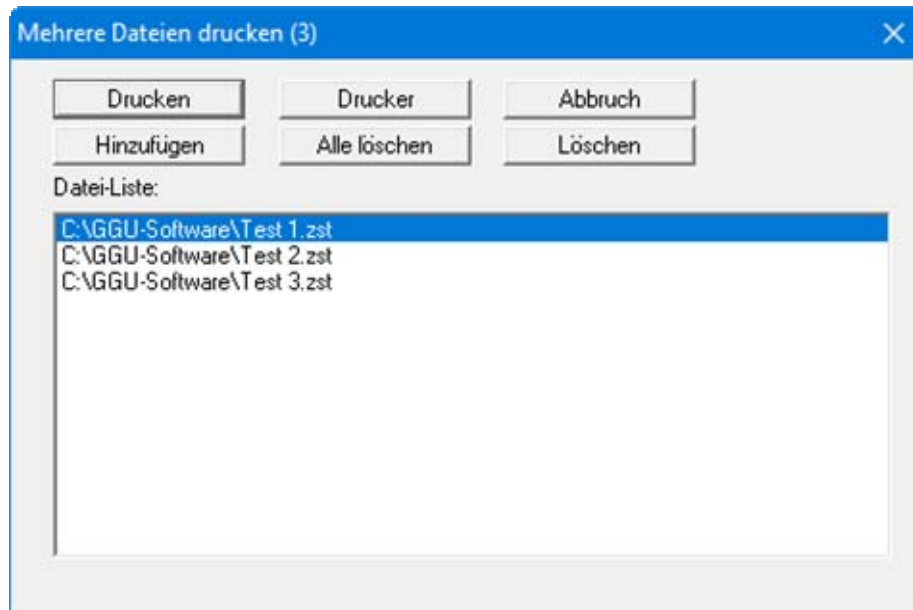 Mehrere Dateien drucken (3)
Drucken Drucker Abbruch
Hinzufügen Alle löschen Löschen
Datei-Liste:
C:\GGU-Software\Test 1.zst
C:\GGU-Software\Test 2.zst
C:\GGU-Software\Test 3.zst